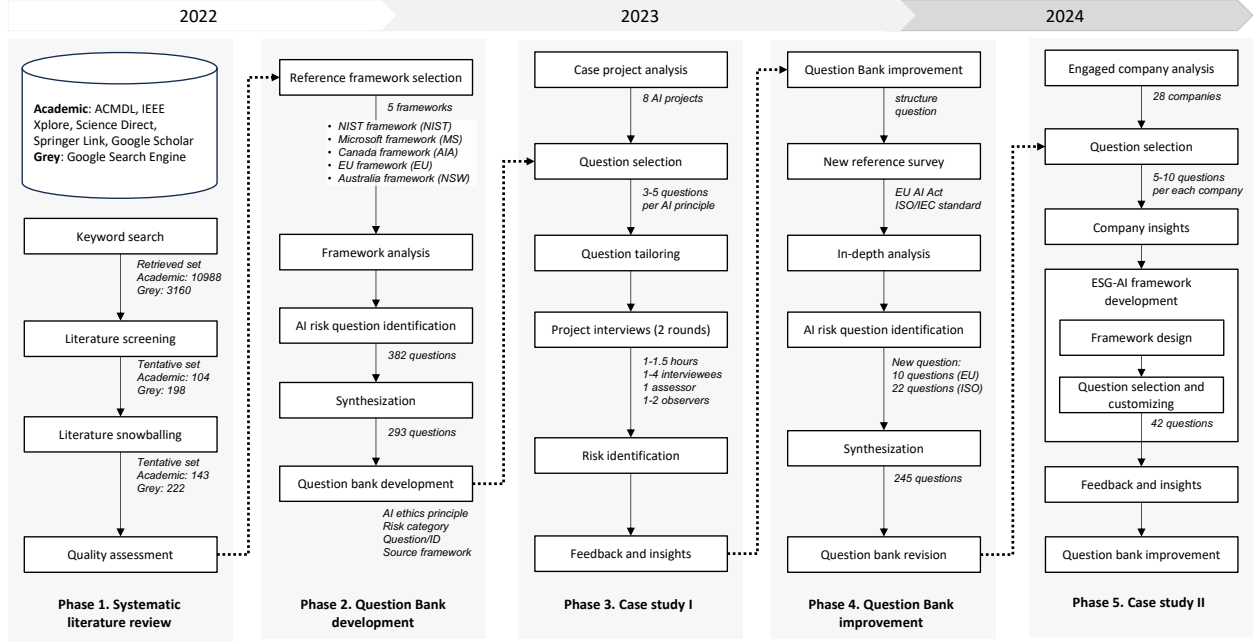 2022
2023
2024
Academic: ACMDL, IEEE
Xplore, Science Direct,
Springer Link, Google Scholar
Grey: Google Search Engine
Keyword search
Retrieved set
Academic: 10988
Grey: 3160
Literature screening
Tentative set
Academic: 104
Grey: 198
Literature snowballing
Tentative set
Academic: 143
Grey: 222
Quality assessment
Phase 1. Systematic
literature review
Reference framework selection
5 frameworks
• NIST framework (NIST)
• Microsoft framework (MS)
• Canada framework (AIA)
• EU framework (EU)
• Australia framework (NSW)
Framework analysis
AI risk question identification
382 questions
Synthesization
293 questions
Question bank development
AI ethics principle
Risk category
Question/ID
Source framework
Phase 2. Question Bank
development
Case project analysis
8 AI projects
Question selection
3-5 questions
per AI principle
Question tailoring
Project interviews (2 rounds)
1-1.5 hours
1-4 interviewees
1 assessor
1-2 observers
Risk identification
Feedback and insights
Phase 3. Case study I
Question Bank improvement
structure
question
New reference survey
EU AI Act
ISO/IEC standard
In-depth analysis
AI risk question identification
New question:
10 questions (EU)
22 questions (ISO)
Synthesization
245 questions
Question bank revision
Phase 4. Question Bank
improvement
Engaged company analysis
28 companies
Question selection
5-10 questions
per each company
Company insights
ESG-AI framework
development
Framework design
Question selection and
customizing
42 questions
Feedback and insights
Question bank improvement
Phase 5. Case study II